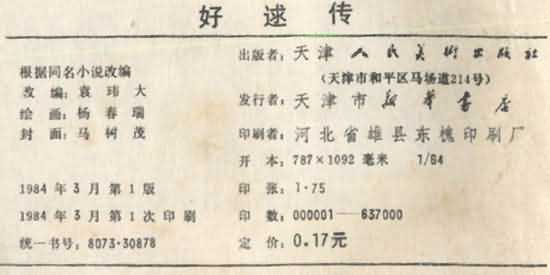 好逑传
根据同名小说改编
改编：袁玮大
绘画：杨春瑞
封面：马树茂
1984年3月第1版
1984年3月第1次印刷
统一书号：8073·30878
出版者：天津人民美術出版社
（天津市和平区马场道214号）
发行者：天津市新华書店
印刷者：河北省雄县东槐印刷厂
开本：787×1092毫米 1/64
印张：1·75
印数：000001—637000
定价：0.17元